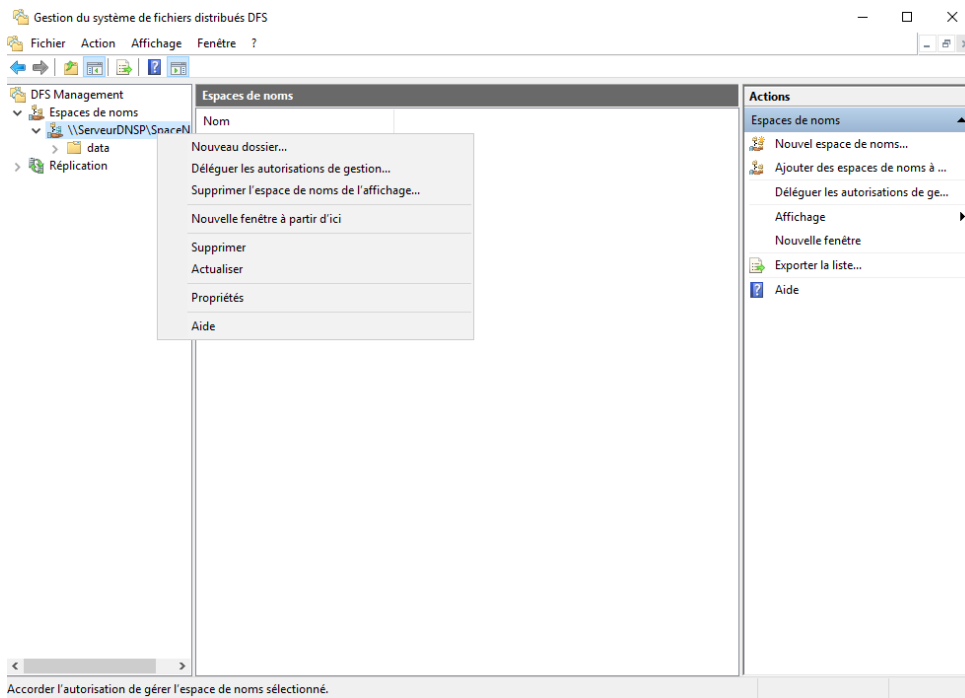 Gestion du système de fichiers distribués DFS
Fichier Action Affichage Fenêtre ?
DFS Management
Espaces de noms
\\ServeurDNSP\SpaceN
data
Réplication
Espaces de noms
Nom
Nouveau dossier...
Déléguer les autorisations de gestion...
Supprimer l'espace de noms de l'affichage...
Nouvelle fenêtre à partir d'ici
Supprimer
Actualiser
Propriétés
Aide
Actions
Espaces de noms
Nouvel espace de noms...
Ajouter des espaces de noms à ...
Déléguer les autorisations de ge...
Affichage
Nouvelle fenêtre
Exporter la liste...
Aide
Accorder l'autorisation de gérer l'espace de noms sélectionné.